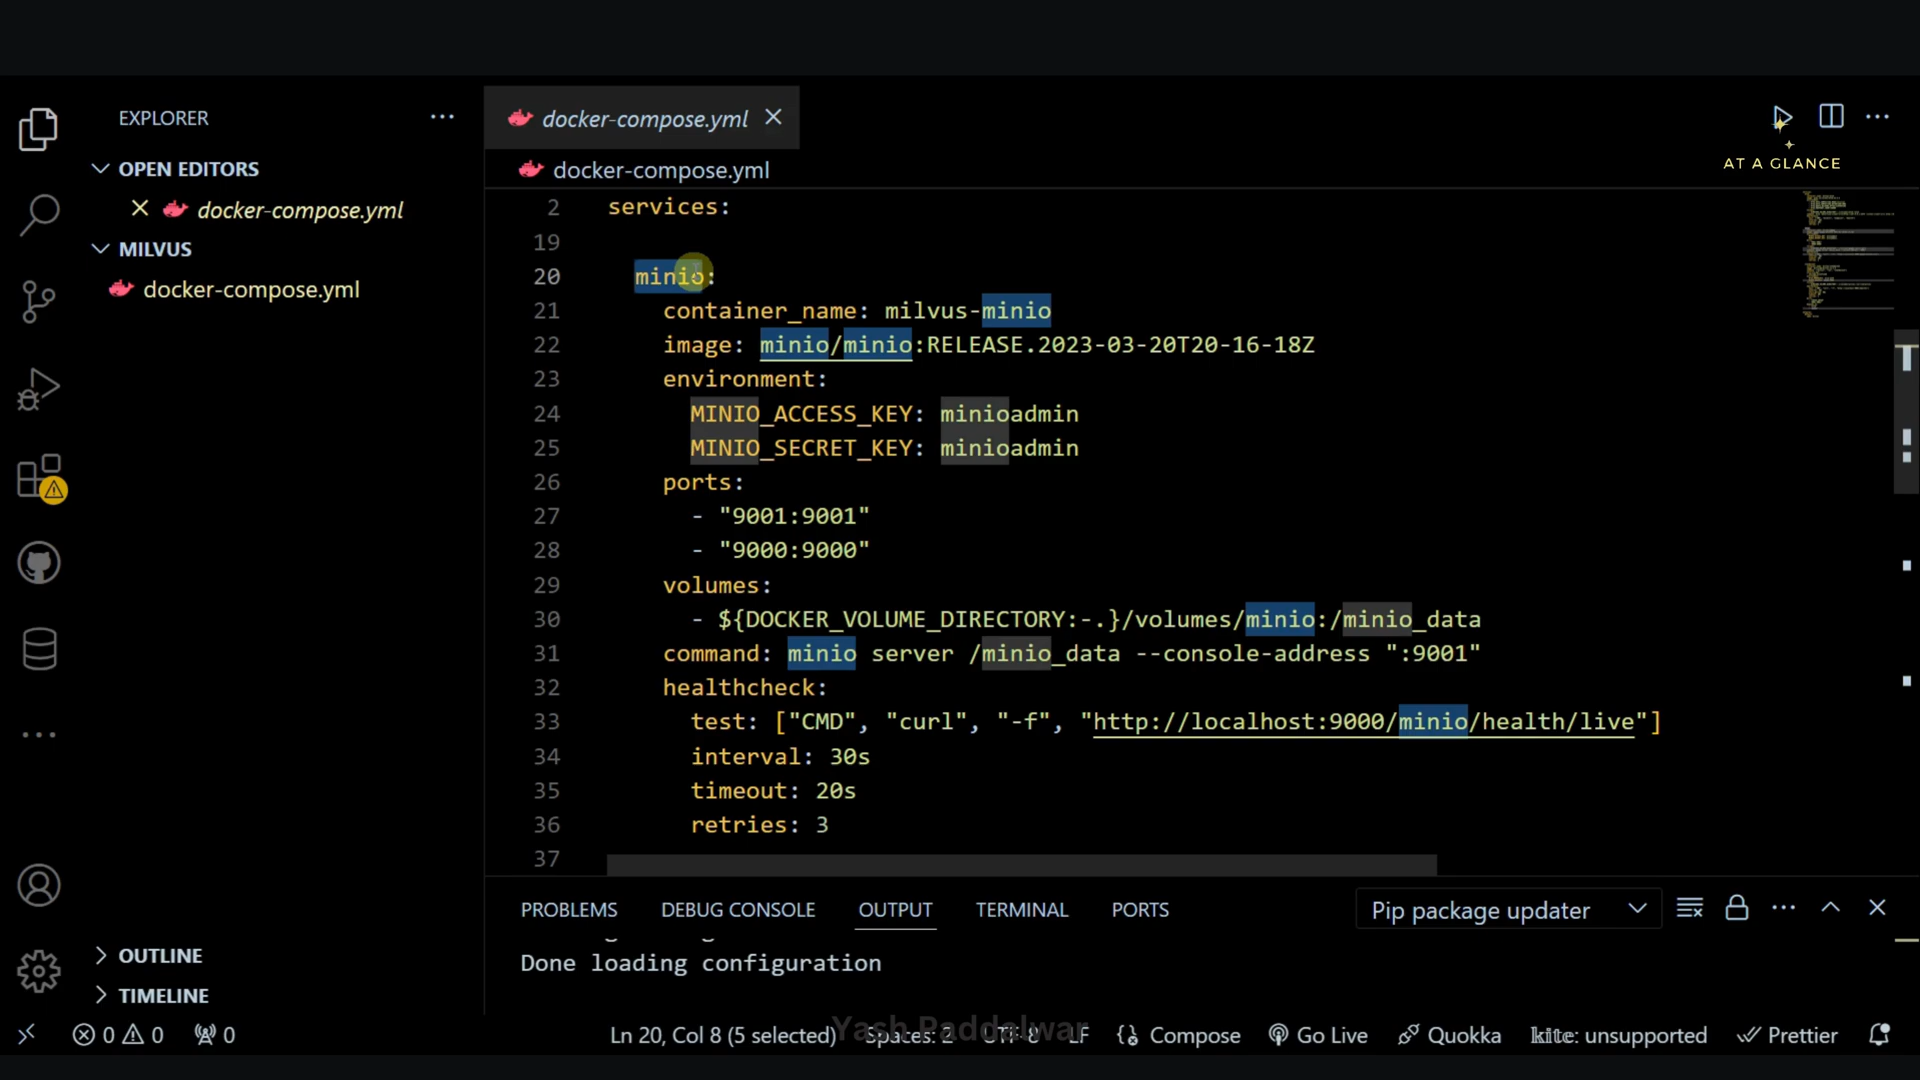 EXPLORER
OPEN EDITORS
docker-compose.yml
MILVUS
docker-compose.yml
OUTLINE
TIMELINE
docker-compose.yml
docker-compose.yml
AT A GLANCE
2 services:
19
20 minio:
21 container_name: milvus-minio
22 image: minio/minio:RELEASE.2023-03-20T20-16-18Z
23 environment:
24 MINIO_ACCESS_KEY: minioadmin
25 MINIO_SECRET_KEY: minioadmin
26 ports:
27 - "9001:9001"
28 - "9000:9000"
29 volumes:
30 - ${DOCKER_VOLUME_DIRECTORY:-.}/volumes/minio:/minio_data
31 command: minio server /minio_data --console-address ":9001"
32 healthcheck:
33 test: ["CMD", "curl", "-f", "http://localhost:9000/minio/health/live"]
34 interval: 30s
35 timeout: 20s
36 retries: 3
37
PROBLEMS DEBUG CONSOLE OUTPUT TERMINAL PORTS Pip package updater
Done loading configuration
0 0 0 Ln 20, Col 8 (5 selected) Spaces: 2 UTF-8 LF Compose Go Live Quokka kite: unsupported Prettier
Yash Paddalwar